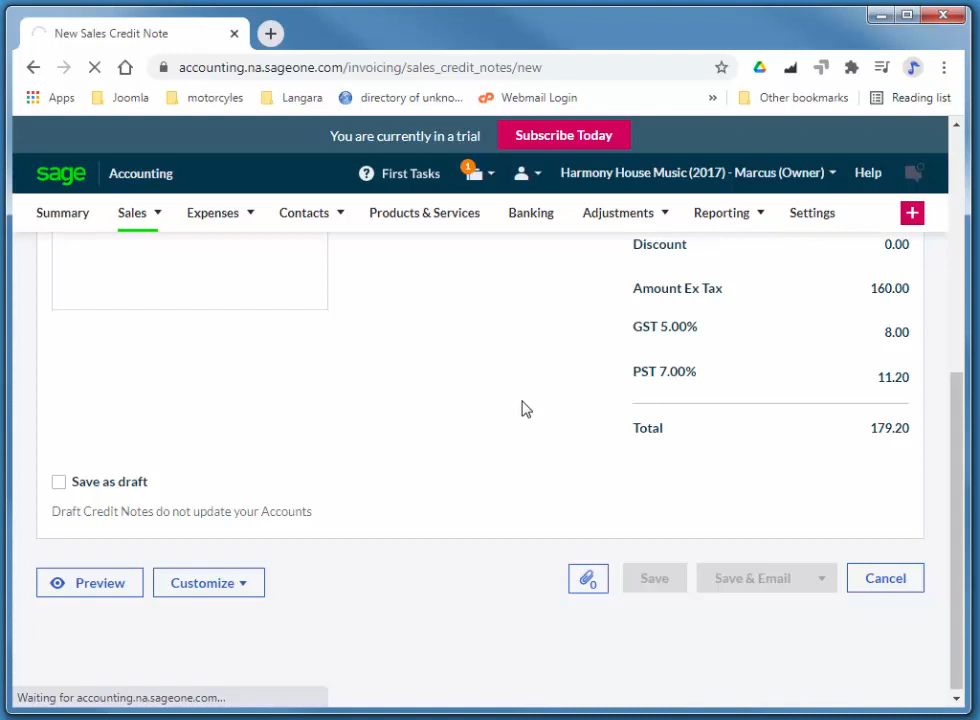 New Sales Credit Note
accounting.na.sageone.com/invoicing/sales_credit_notes/new
Apps Joomla motorcyles Langara directory of unkno... Webmail Login » Other bookmarks Reading list
You are currently in a trial Subscribe Today
sage Accounting First Tasks 1 Harmony House Music (2017) - Marcus (Owner) Help
Summary Sales Expenses Contacts Products & Services Banking Adjustments Reporting Settings +
Discount 0.00
Amount Ex Tax 160.00
GST 5.00% 8.00
PST 7.00% 11.20
Total 179.20
Save as draft
Draft Credit Notes do not update your Accounts
Preview Customize 0 Save Save & Email Cancel
Waiting for accounting.na.sageone.com...